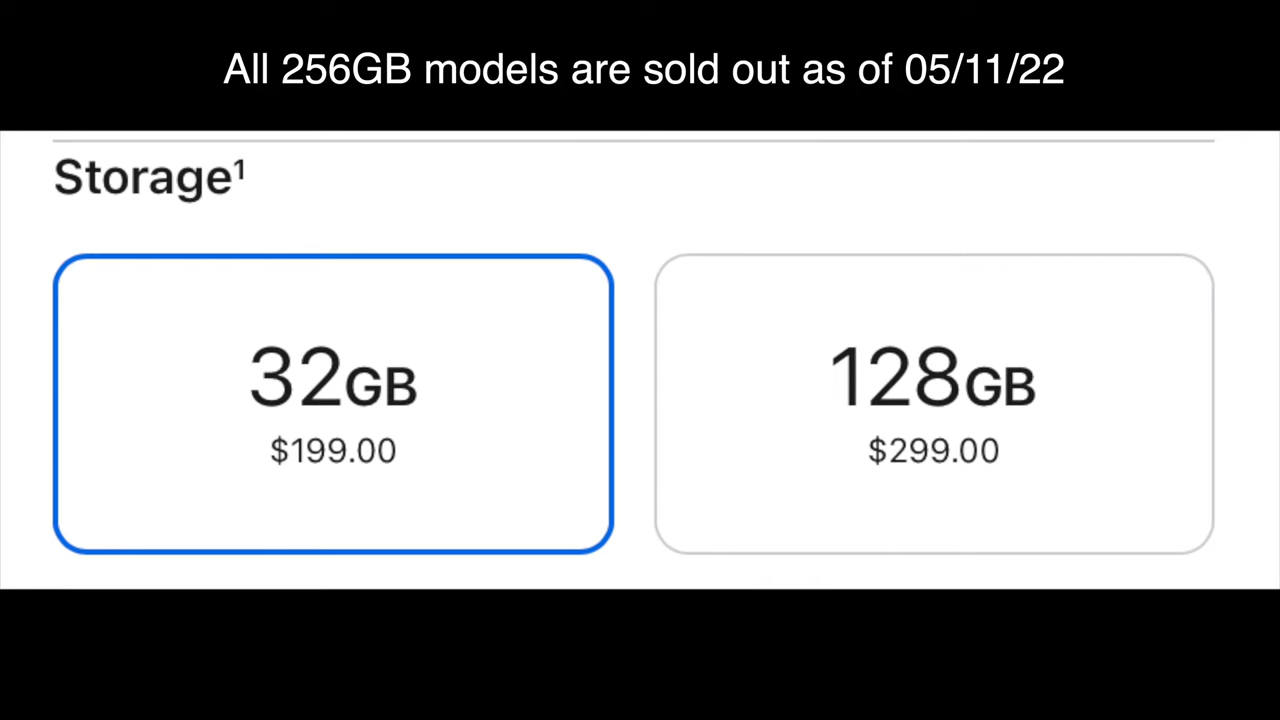 All 256GB models are sold out as of 05/11/22
Storage¹
32GB
$199.00
128GB
$299.00